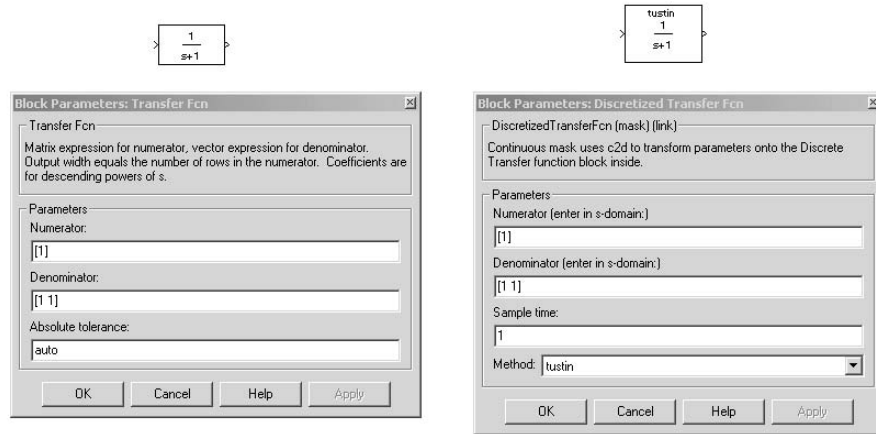 1
s+1
tustin
1
s+1
Block Parameters: Transfer Fcn
Transfer Fcn
Matrix expression for numerator, vector expression for denominator.
Output width equals the number of rows in the numerator. Coefficients are
for descending powers of s.
Parameters
Numerator:
[1]
Denominator:
[1 1]
Absolute tolerance:
auto
OK Cancel Help Apply
Block Parameters: Discretized Transfer Fcn
DiscretizedTransferFcn (mask) (link)
Continuous mask uses c2d to transform parameters onto the Discrete
Transfer function block inside.
Parameters
Numerator (enter in s-domain:)
[1]
Denominator (enter in s-domain:)
[1 1]
Sample time:
1
Method: tustin
OK Cancel Help Apply